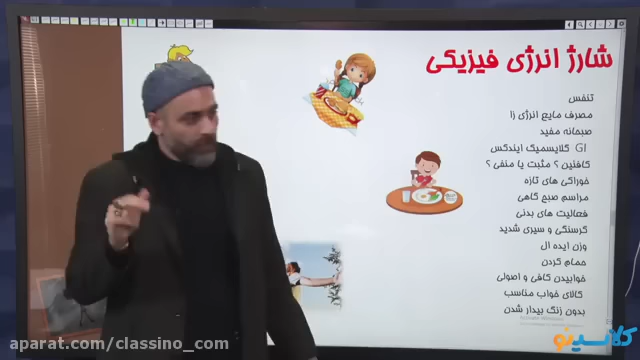 شارژ انرژی فیزیکی
تنفس
مصرف مایع انرژی زا
صبحانه مفید
GI گلایسمیک ایندکس
کافئین ؟ مثبت یا منفی ؟
خوراکی های تازه
مراسم صبح گاهی
فعالیت های بدنی
گرسنگی و سیری شدید
وزن ایده ال
حمام کردن
خوابیدن کافی و اصولی
کالای خواب مناسب
بدون زنگ بیدار شدن
کلاسینو
aparat.com/classino_com